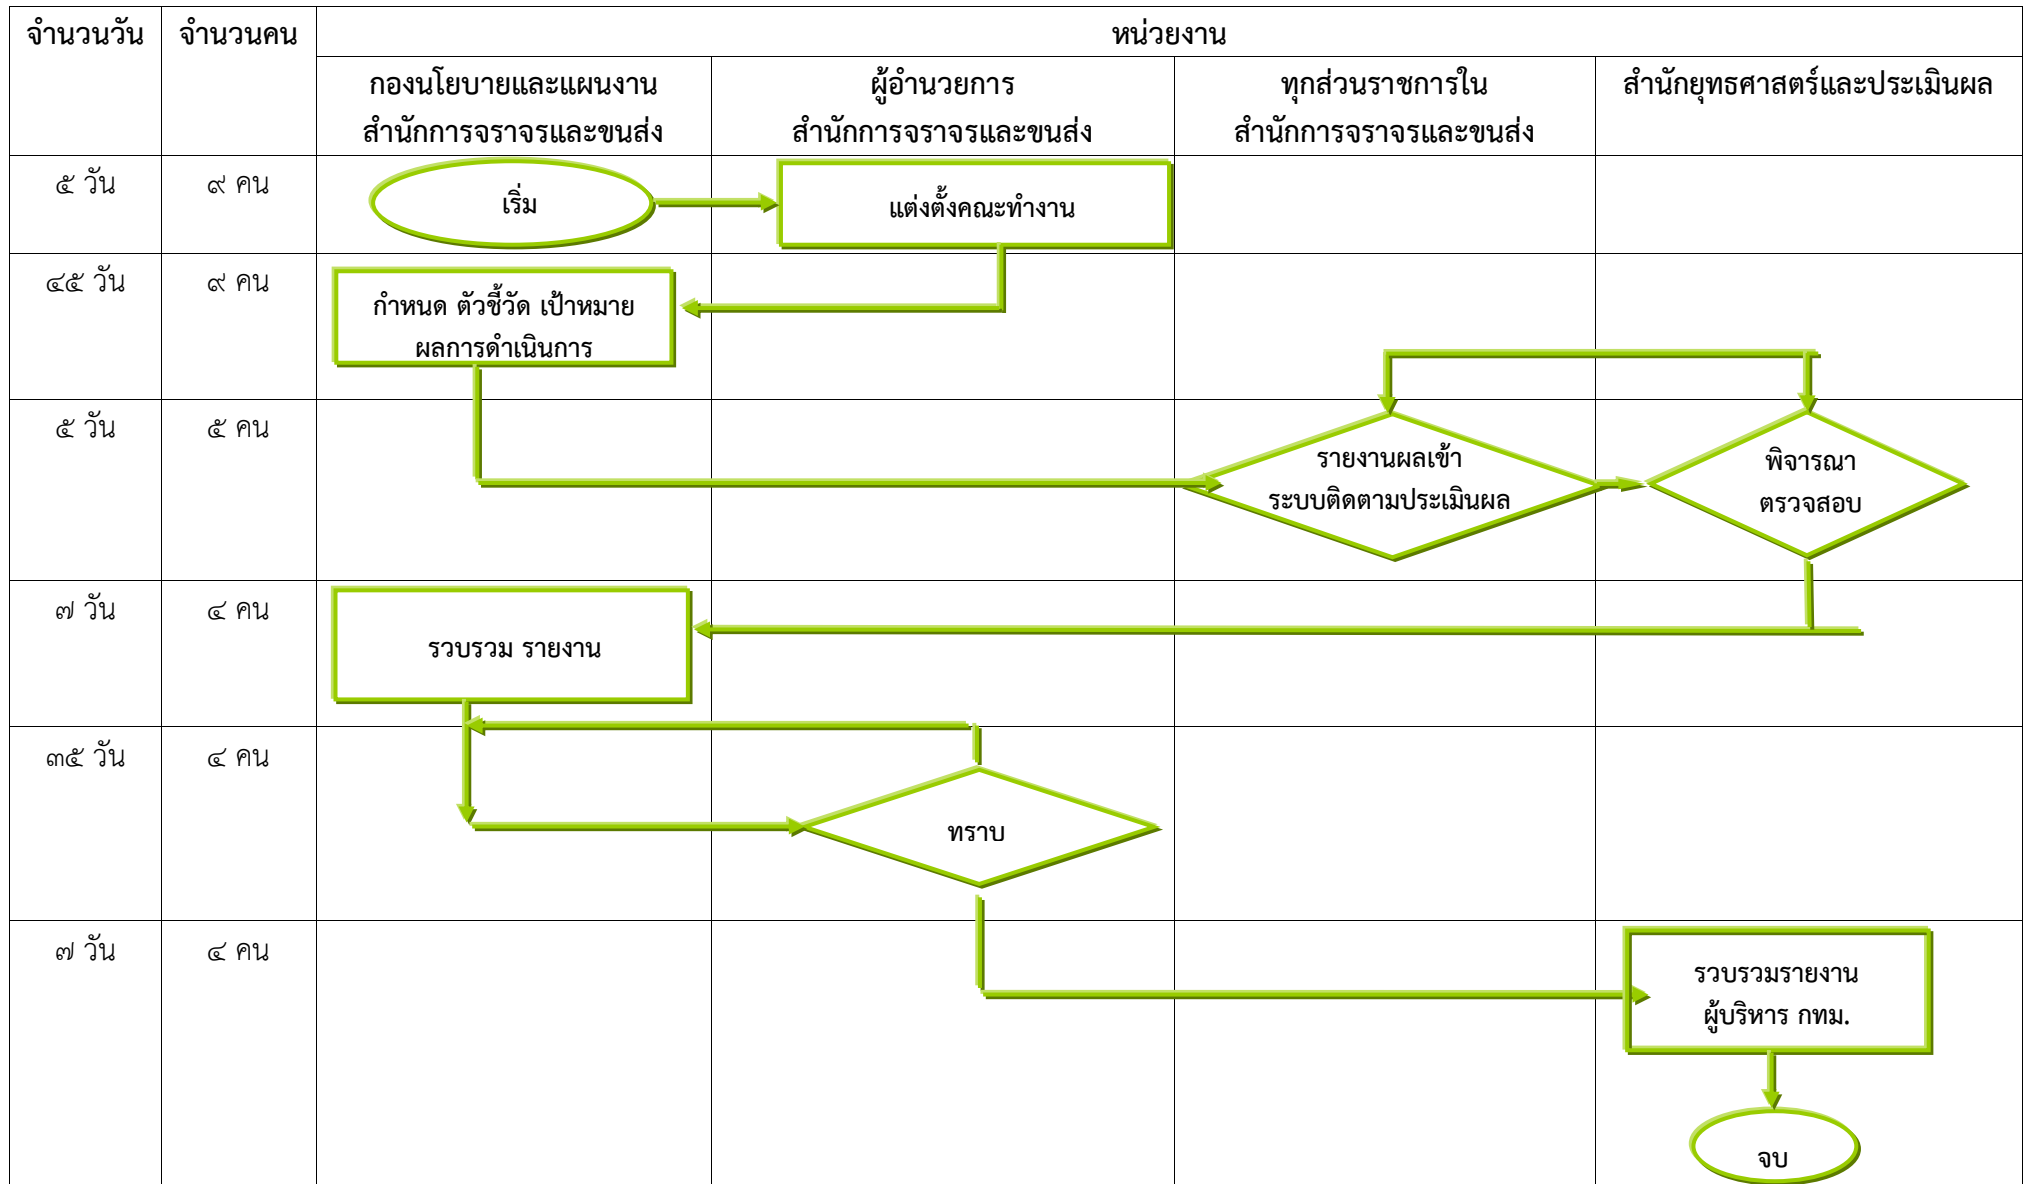 จำนวนวัน จำนวนคน หน่วยงาน
กองนโยบายและแผนงาน ผู้อำนวยการ ทุกส่วนราชการใน สำนักยุทธศาสตร์และประเมินผล
สำนักการจราจรและขนส่ง สำนักการจราจรและขนส่ง สำนักการจราจรและขนส่ง
๕ วัน ๙ คน เริ่ม แต่งตั้งคณะทำงาน
๔๕ วัน ๙ คน กำหนด ตัวชี้วัด เป้าหมาย
ผลการดำเนินการ
๕ วัน ๕ คน รายงานผลเข้า พิจารณา
ระบบติดตามประเมินผล ตรวจสอบ
๗ วัน ๔ คน รวบรวม รายงาน
๓๕ วัน ๔ คน ทราบ
๗ วัน ๔ คน รวบรวมรายงาน
ผู้บริหาร กทม.
จบ